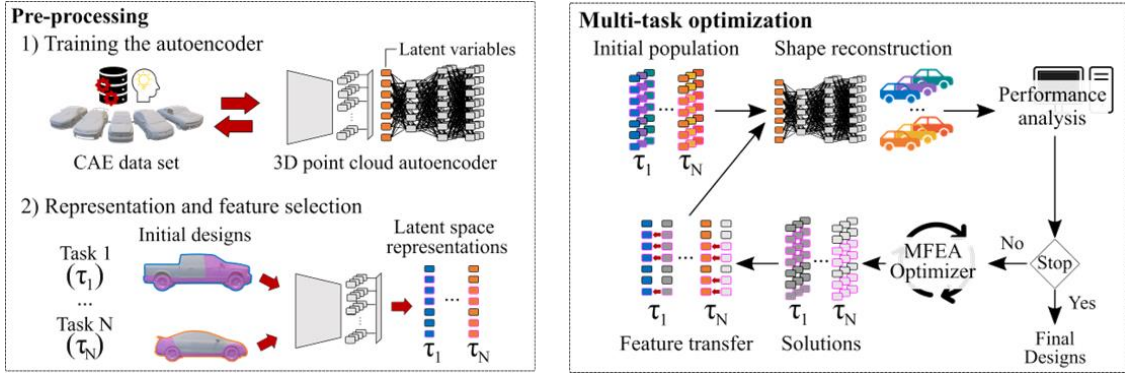 Pre-processing
1) Training the autoencoder
Latent variables
CAE data set
3D point cloud autoencoder
2) Representation and feature selection
Initial designs
Latent space
representations
Task 1
(τ1)
...
Task N
(τN)
τ1
...
τN
Multi-task optimization
Initial population
Shape reconstruction
...
...
Performance
analysis
τ1
τN
No
Stop
MFEA
Optimizer
...
...
Yes
τ1
τN
τ1
τN
Feature transfer
Solutions
Final
Designs